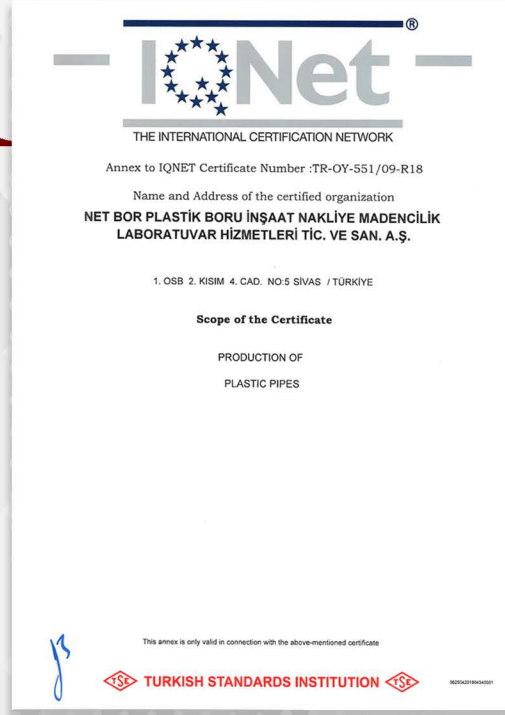 IQNet®
THE INTERNATIONAL CERTIFICATION NETWORK
Annex to IQNET Certificate Number :TR-OY-551/09-R18
Name and Address of the certified organization
NET BOR PLASTİK BORU İNŞAAT NAKLİYE MADENCİLİK
LABORATUVAR HİZMETLERİ TİC. VE SAN. A.Ş.
1. OSB 2. KISIM 4. CAD. NO:5 SİVAS / TÜRKİYE
Scope of the Certificate
PRODUCTION OF
PLASTIC PIPES
This annex is only valid in connection with the above-mentioned certificate
TSE TURKISH STANDARDS INSTITUTION TSE